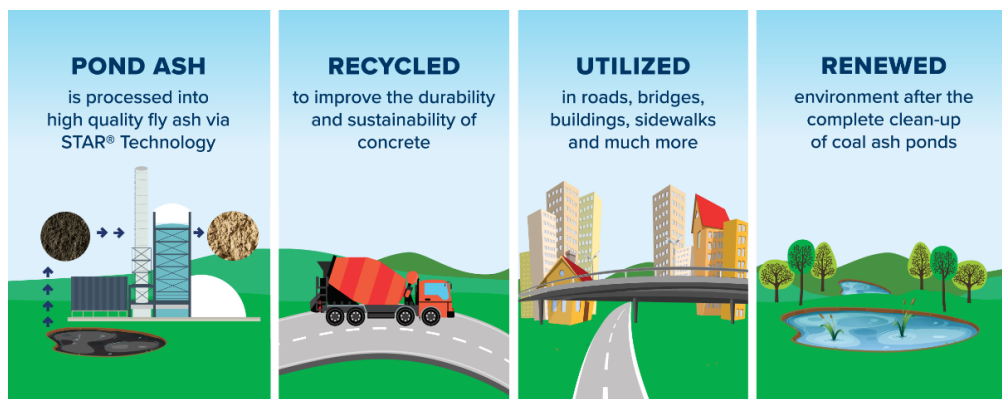 POND ASH
is processed into
high quality fly ash via
STAR® Technology
RECYCLED
to improve the durability
and sustainability of
concrete
UTILIZED
in roads, bridges,
buildings, sidewalks
and much more
RENEWED
environment after the
complete clean-up
of coal ash ponds